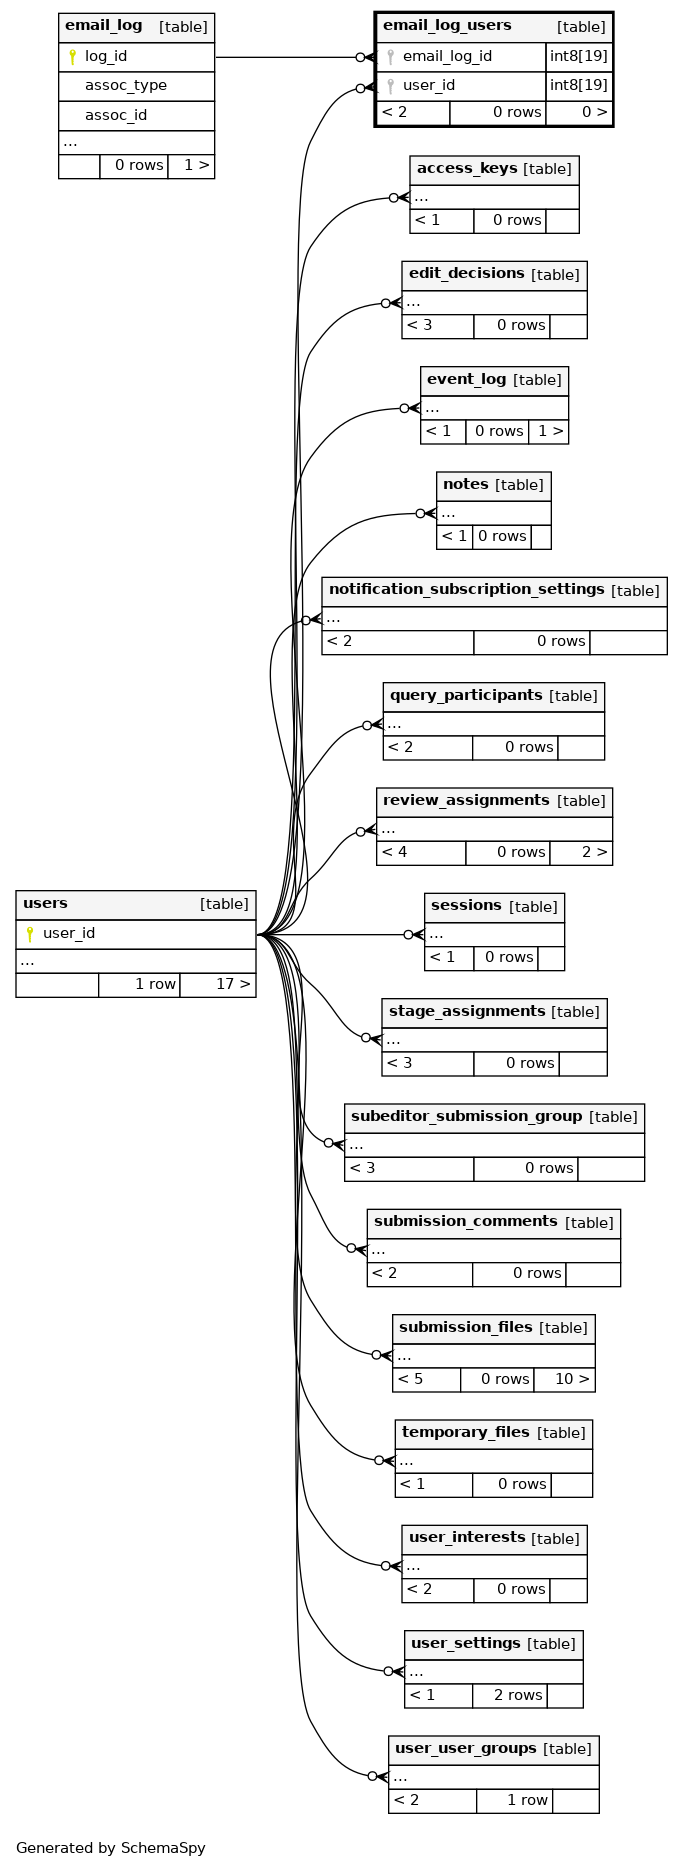 email_log [table]
log_id
assoc_type
assoc_id
...
0 rows 1 >
email_log_users [table]
email_log_id int8[19]
user_id int8[19]
< 2 0 rows 0 >
access_keys [table]
...
< 1 0 rows
edit_decisions [table]
...
< 3 0 rows
event_log [table]
...
< 1 0 rows 1 >
notes [table]
...
< 1 0 rows
notification_subscription_settings [table]
...
< 2 0 rows
query_participants [table]
...
< 2 0 rows
review_assignments [table]
...
< 4 0 rows 2 >
users [table]
user_id
...
1 row 17 >
sessions [table]
...
< 1 0 rows
stage_assignments [table]
...
< 3 0 rows
subeditor_submission_group [table]
...
< 3 0 rows
submission_comments [table]
...
< 2 0 rows
submission_files [table]
...
< 5 0 rows 10 >
temporary_files [table]
...
< 1 0 rows
user_interests [table]
...
< 2 0 rows
user_settings [table]
...
< 1 2 rows
user_user_groups [table]
...
< 2 1 row
Generated by SchemaSpy